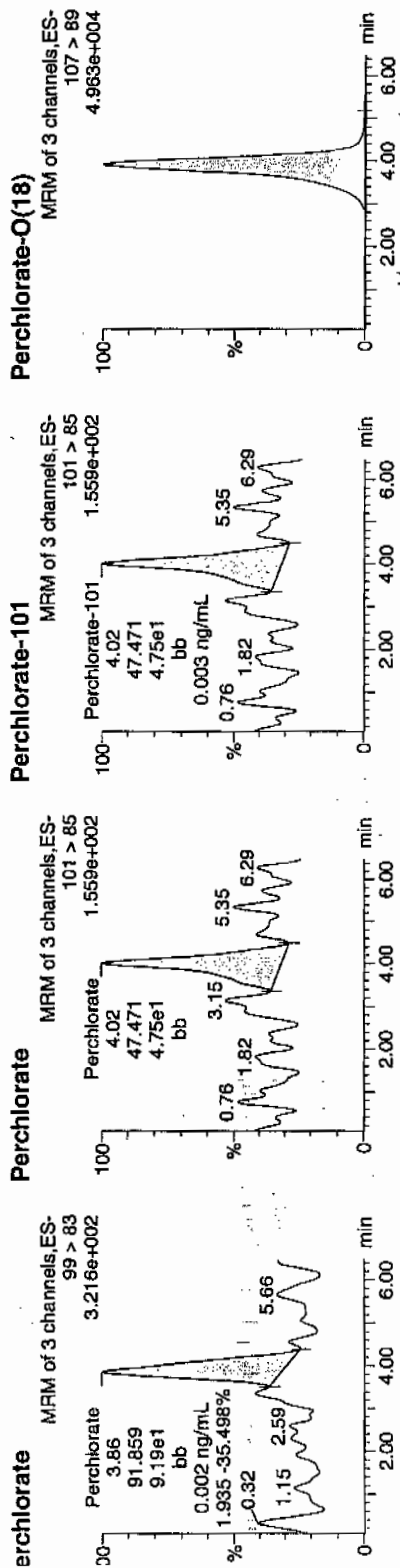 erchlorate
MRM of 3 channels,ES-
99 > 83
3.216e+002
00
Perchlorate
3.86
91.859
9.19e1
bb
0.002 ng/mL
1.935 -35.498%
0.32
1.15
2.59
5.66
%
0
2.00
4.00
6.00
min
Perchlorate
MRM of 3 channels,ES-
101 > 85
1.559e+002
100
Perchlorate
4.02
47.471
4.75e1
bb
0.76
1.82
3.15
5.35
6.29
%
0
2.00
4.00
6.00
min
Perchlorate-101
MRM of 3 channels,ES-
101 > 85
1.559e+002
100
Perchlorate-101
4.02
47.471
4.75e1
bb
0.003 ng/mL
0.76
1.82
5.35
6.29
%
0
2.00
4.00
6.00
min
Perchlorate-O(18)
MRM of 3 channels,ES-
107 > 89
4.963e+004
100
%
0
2.00
4.00
6.00
min